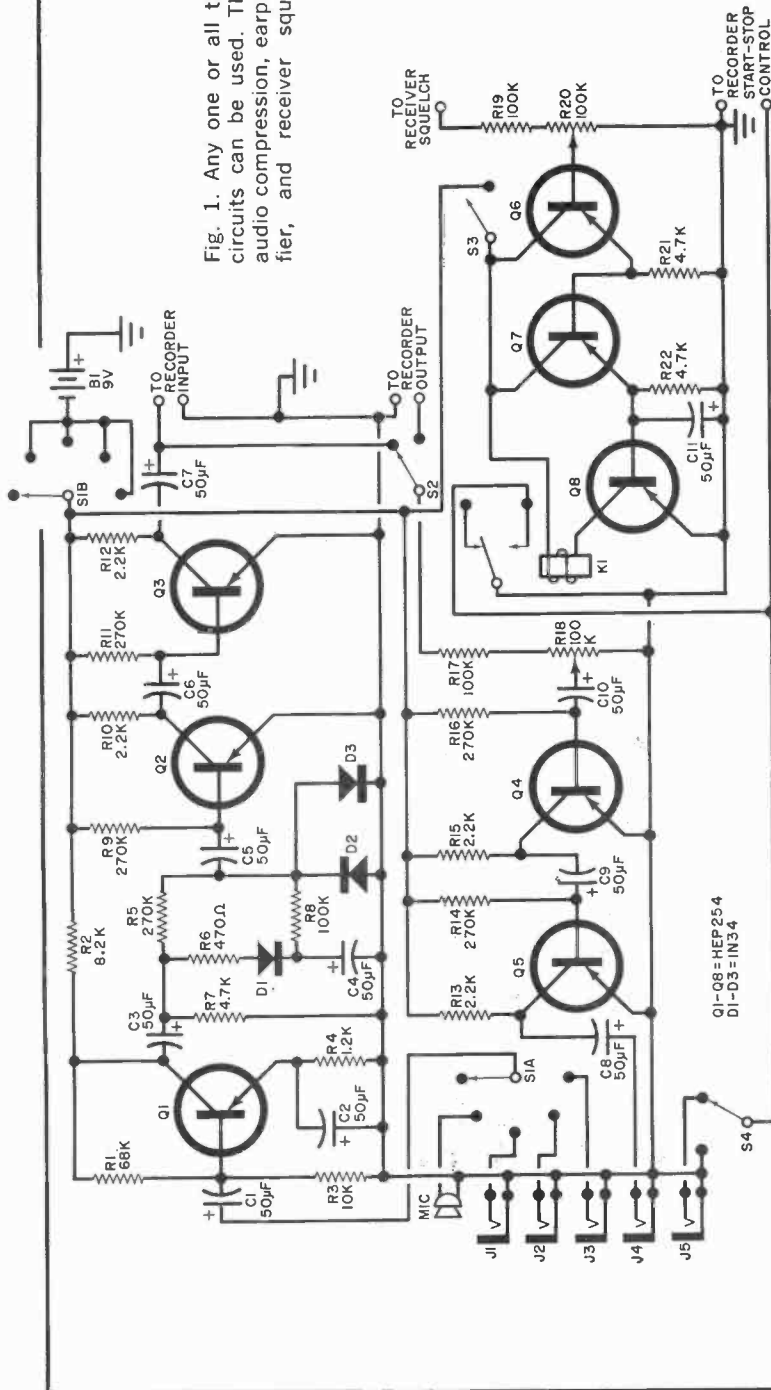 Fig. 1. Any one or all t
circuits can be used. Th
audio compression, earp
fier, and receiver squ
B1
9V
S1B
R12
2.2K
R11
270K
R10
2.2K
R9
270K
R2
8.2K
R1
68K
C7
50µF
TO
RECORDER
INPUT
Q3
C6
50µF
Q2
C5
50µF
R5
270K
C3
50µF
Q1
R6
470Ω
R7
4.7K
D1
R8
100K
C4
50µF
D2
D3
R4
1.2K
C2
50µF
C1
50µF
R3
10K
TO
RECORDER
OUTPUT
S2
S3
TO
RECEIVER
SQUELCH
R19
100K
R20
100K
Q6
Q7
R21
4.7K
R22
4.7K
C11
50µF
Q8
K1
TO
RECORDER
START-STOP
CONTROL
R17
100K
R18
100
K
R16
270K
C10
50µF
Q4
R15
2.2K
C9
50µF
R14
270K
Q5
R13
2.2K
C8
50µF
S1A
MIC
J1
J2
J3
J4
J5
S4
Q1-Q8=HEP254
D1-D3=1N34